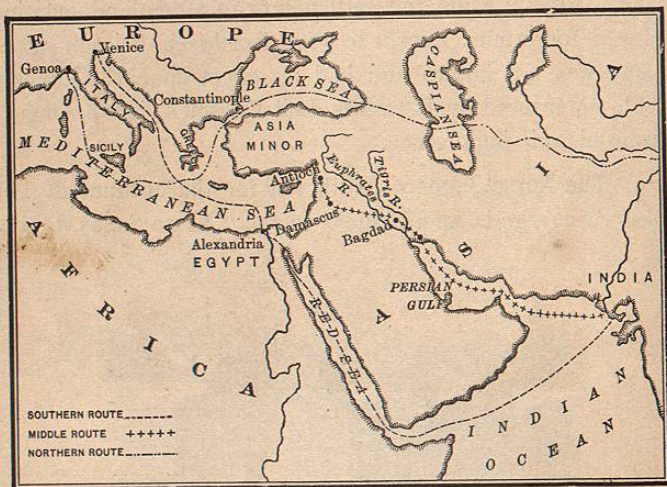 EUROPE
Venice
Genoa
ITALY
BLACK SEA
CASPIAN SEA
Constantinople
ASIA MINOR
SICILY
MEDITERRANEAN SEA
Antioch
Euphrates R.
Tigris R.
Damascus
Bagdad
Alexandria
EGYPT
ASIA
PERSIAN GULF
INDIA
AFRICA
RED SEA
INDIAN OCEAN
SOUTHERN ROUTE
MIDDLE ROUTE
NORTHERN ROUTE